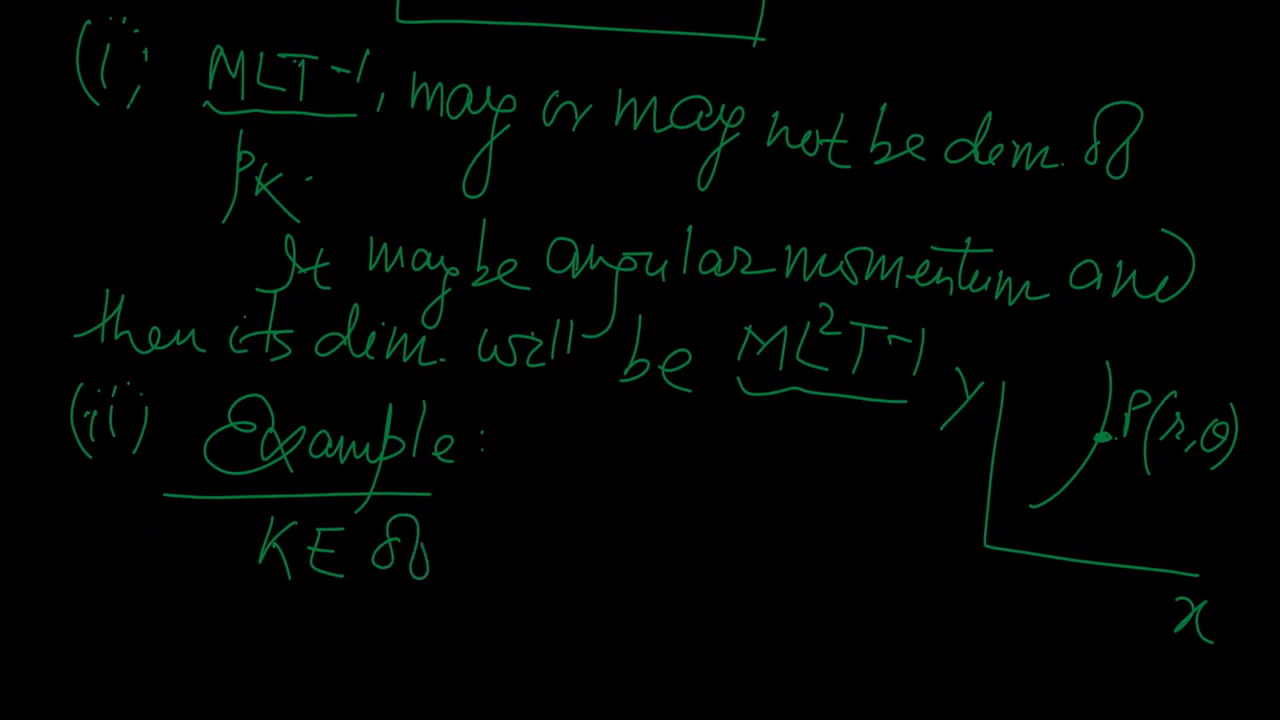 (i) MLT⁻¹, may or may not be dim. of
pₖ.
It may be angular momentum and
then its dim. will be ML²T⁻¹
(ii) Example:
KE of
y
P(r,θ)
x